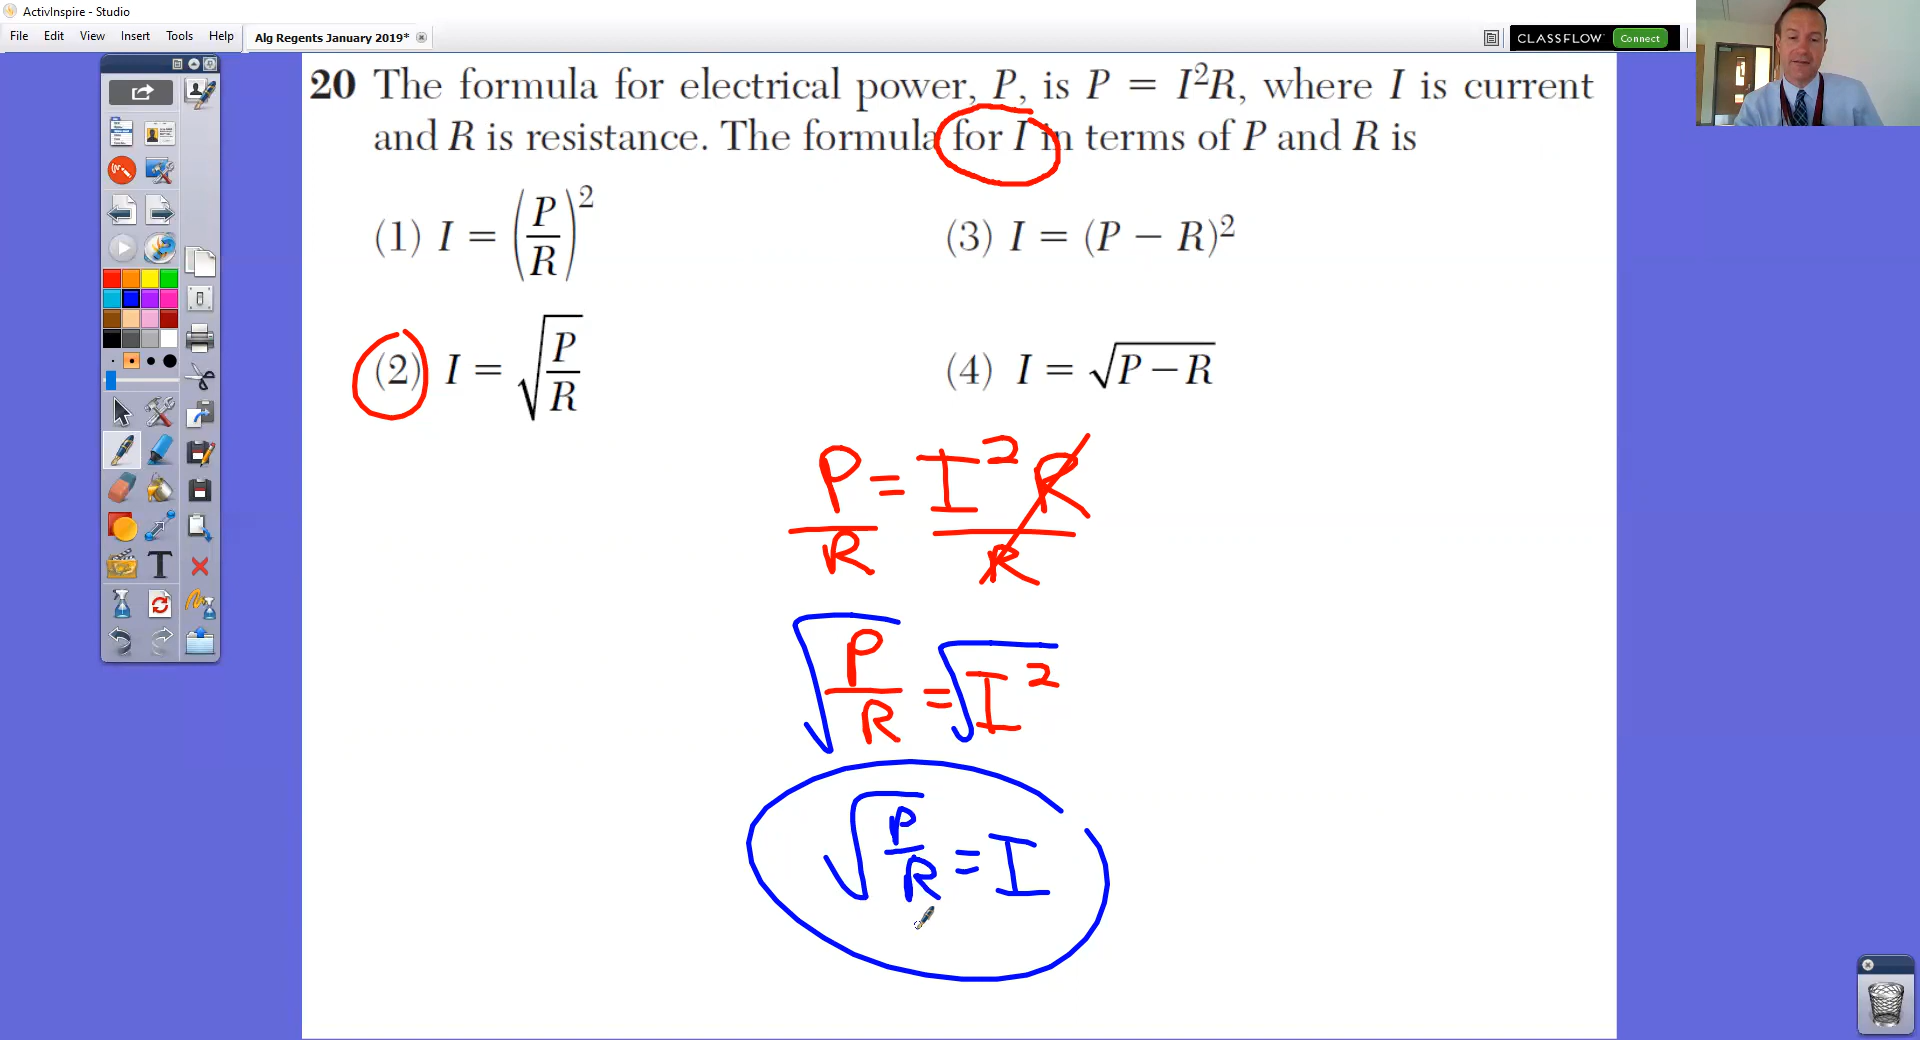 ActivInspire - Studio
File Edit View Insert Tools Help Alg Regents January 2019* CLASSFLOW Connect
20 The formula for electrical power, P, is P = I²R, where I is current
and R is resistance. The formula for I in terms of P and R is
(1) I = (P/R)²
(3) I = (P − R)²
(2) I = √(P/R)
(4) I = √(P − R)
P/R = I²R/R
√(P/R) = √(I²)
√(P/R) = I